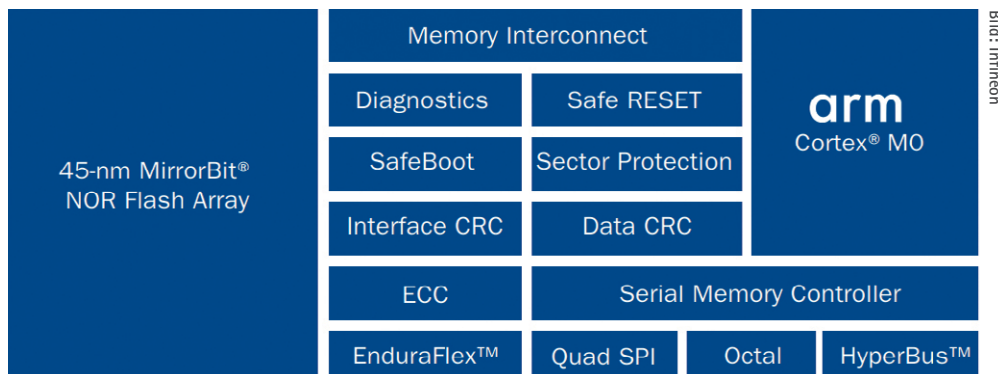 Memory Interconnect
Diagnostics
Safe RESET
arm
Cortex® M0
45-nm MirrorBit®
NOR Flash Array
SafeBoot
Sector Protection
Interface CRC
Data CRC
ECC
Serial Memory Controller
EnduraFlex™
Quad SPI
Octal
HyperBus™
Bild: Infineon